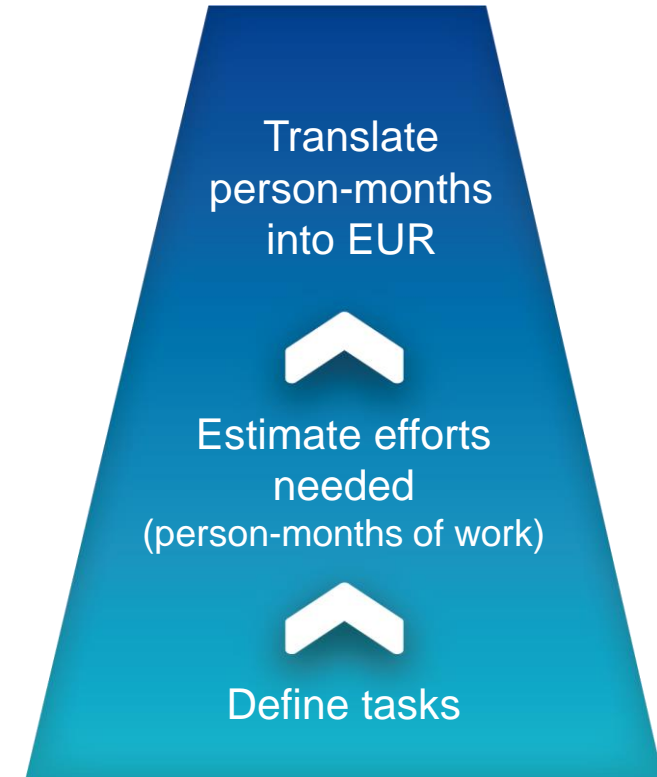 Translate
person-months
into EUR
Estimate efforts
needed
(person-months of work)
Define tasks